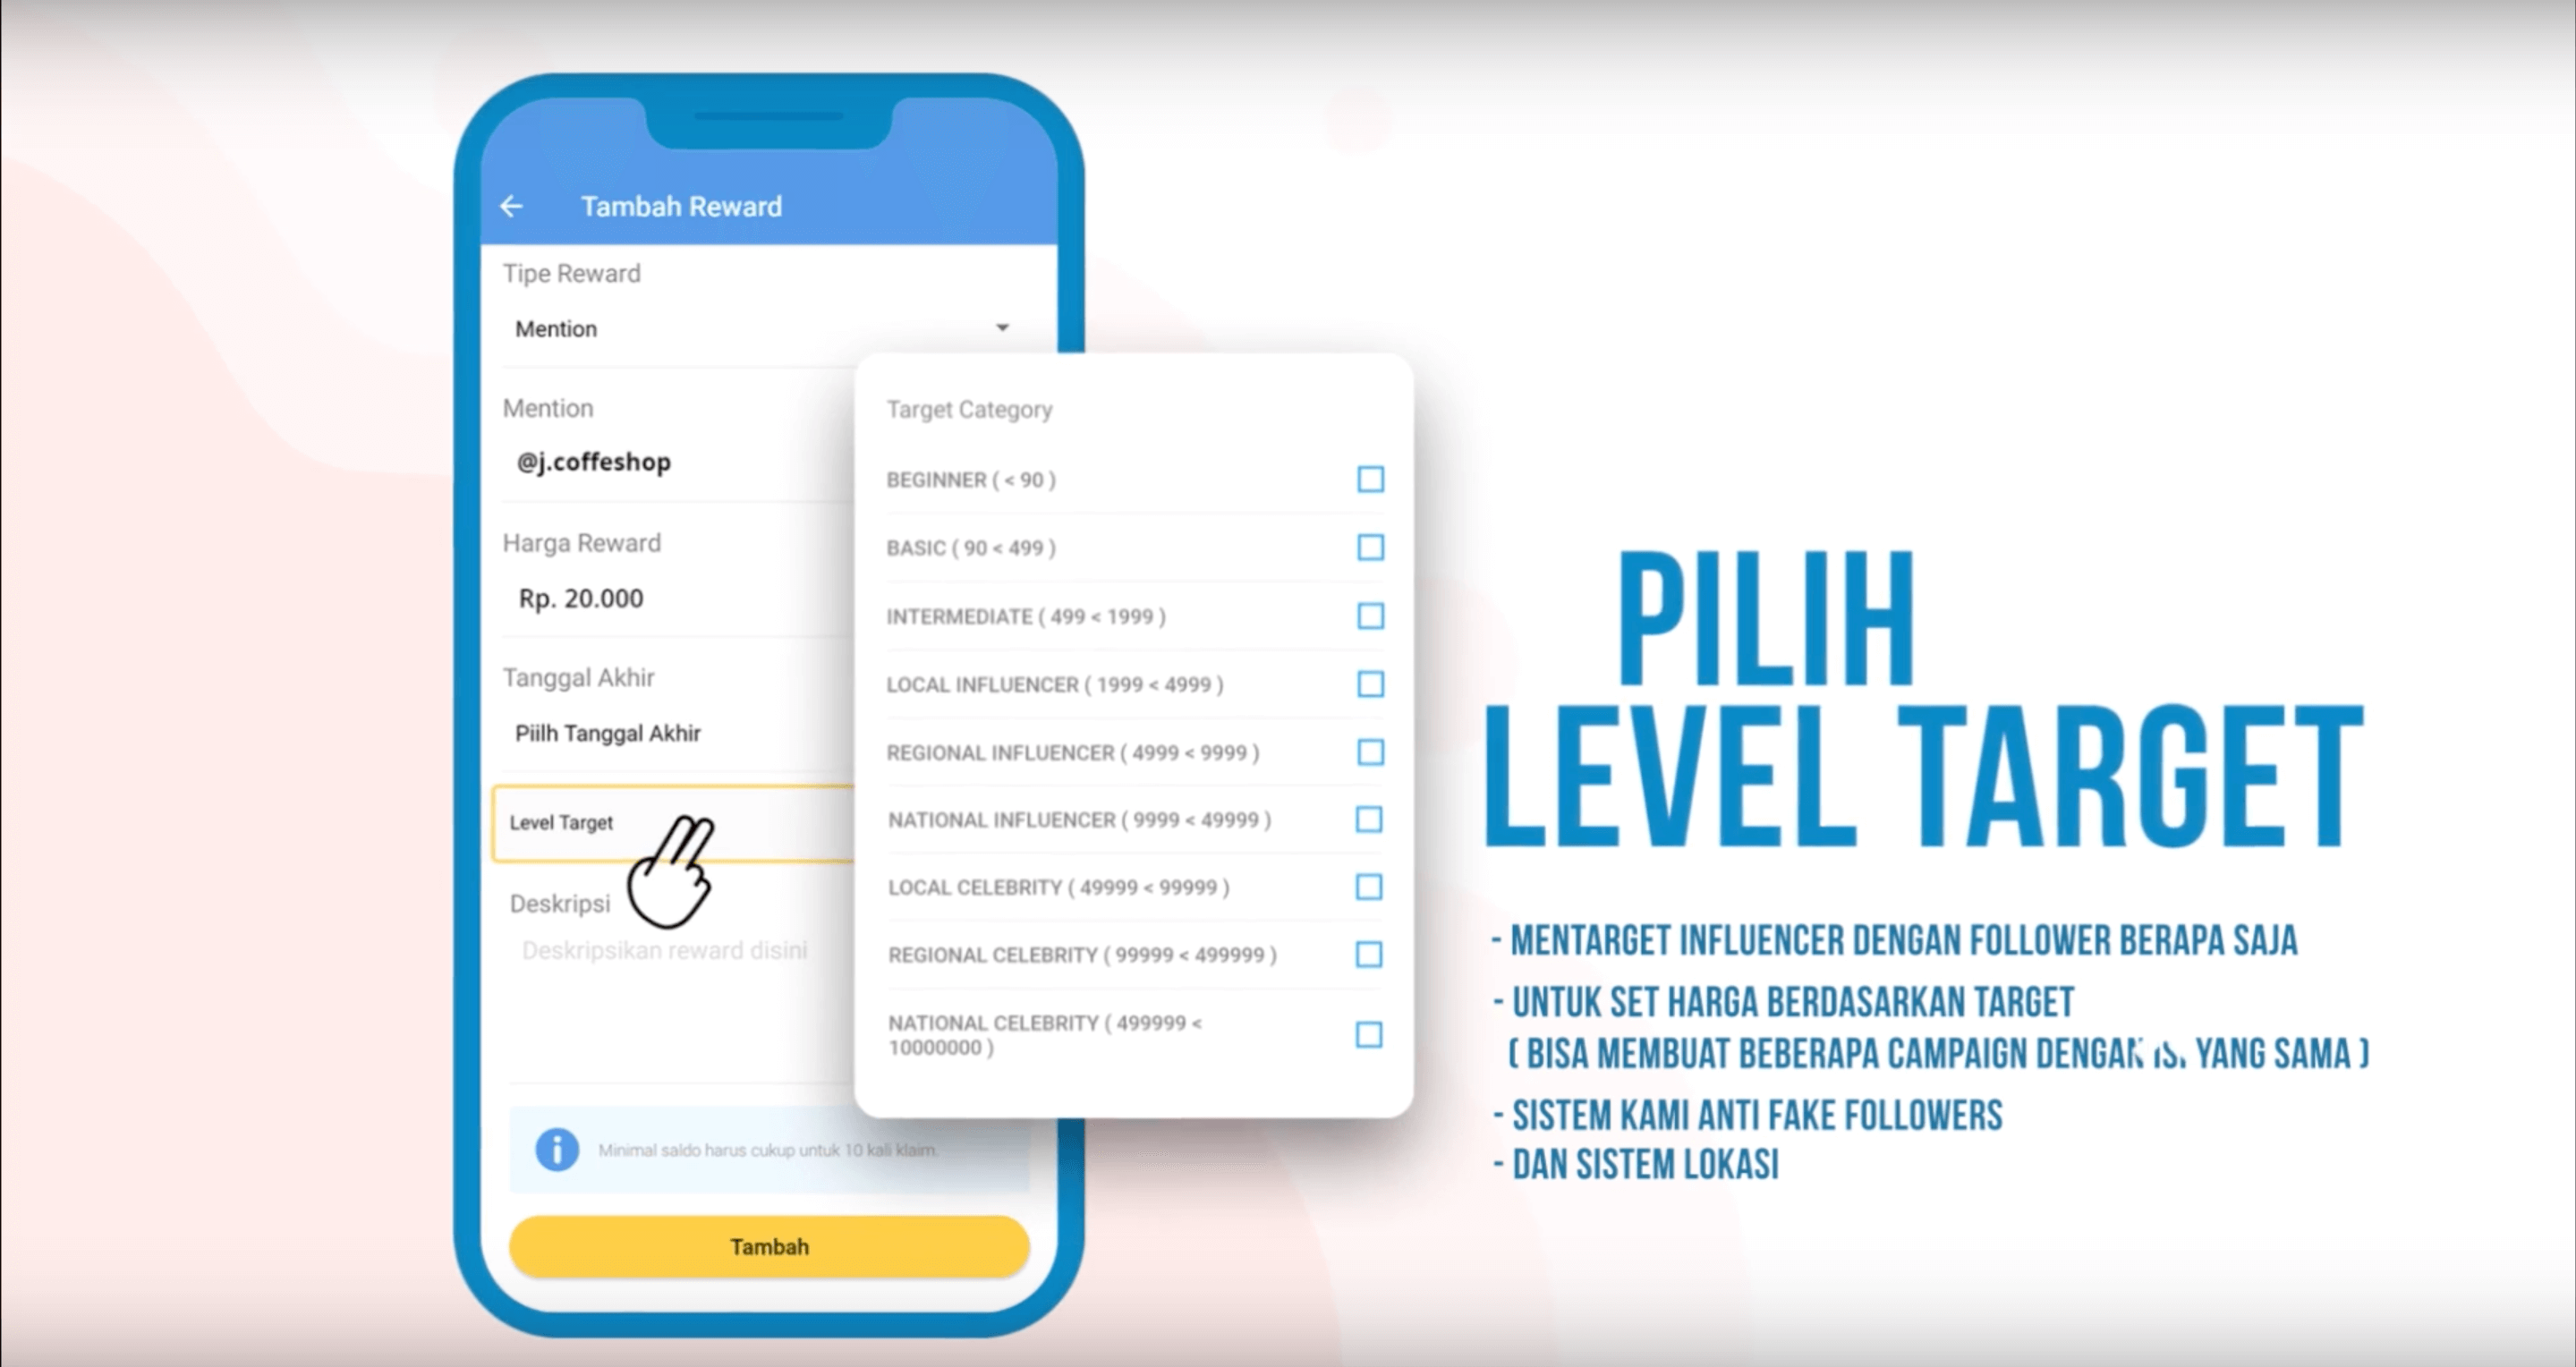 Tambah Reward
Tipe Reward
Mention
Mention
@j.coffeshop
Harga Reward
Rp. 20.000
Tanggal Akhir
Piilh Tanggal Akhir
Level Target
Deskripsi
Deskripsikan reward disini
Minimal saldo harus cukup untuk 10 kali klaim.
Tambah
Target Category
BEGINNER ( < 90 )
BASIC ( 90 < 499 )
INTERMEDIATE ( 499 < 1999 )
LOCAL INFLUENCER ( 1999 < 4999 )
REGIONAL INFLUENCER ( 4999 < 9999 )
NATIONAL INFLUENCER ( 9999 < 49999 )
LOCAL CELEBRITY ( 49999 < 99999 )
REGIONAL CELEBRITY ( 99999 < 499999 )
NATIONAL CELEBRITY ( 499999 <
10000000 )
PILIH
LEVEL TARGET
- MENTARGET INFLUENCER DENGAN FOLLOWER BERAPA SAJA
- UNTUK SET HARGA BERDASARKAN TARGET
( BISA MEMBUAT BEBERAPA CAMPAIGN DENGAN YANG SAMA )
- SISTEM KAMI ANTI FAKE FOLLOWERS
- DAN SISTEM LOKASI